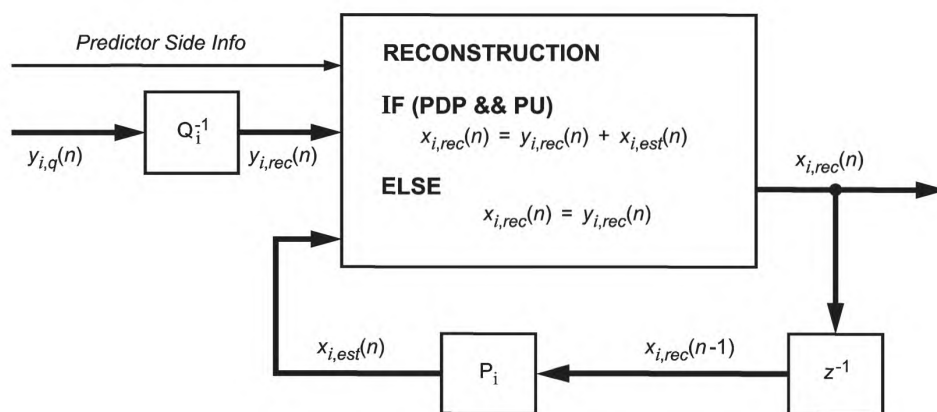 Predictor Side Info
RECONSTRUCTION
IF (PDP && PU)
x_{i,rec}(n) = y_{i,rec}(n) + x_{i,est}(n)
ELSE
x_{i,rec}(n) = y_{i,rec}(n)
Q_i^{-1}
y_{i,q}(n)
y_{i,rec}(n)
x_{i,rec}(n)
x_{i,est}(n)
P_i
x_{i,rec}(n-1)
z^{-1}